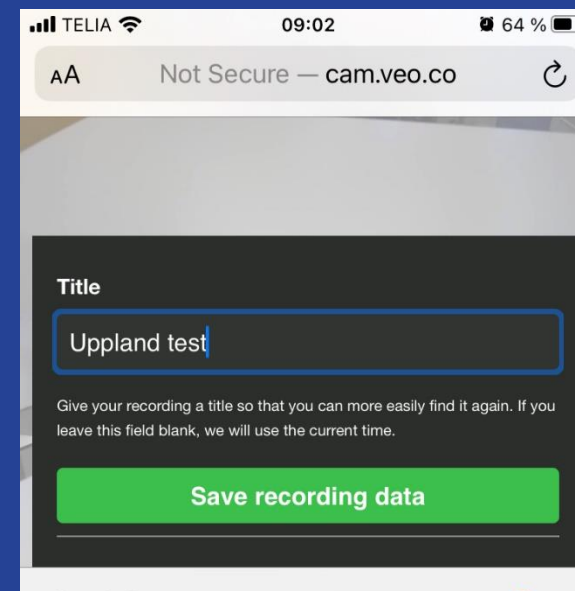 TELIA 09:02 64 %
AA Not Secure — cam.veo.co
Title
Uppland test
Give your recording a title so that you can more easily find it again. If you
leave this field blank, we will use the current time.
Save recording data